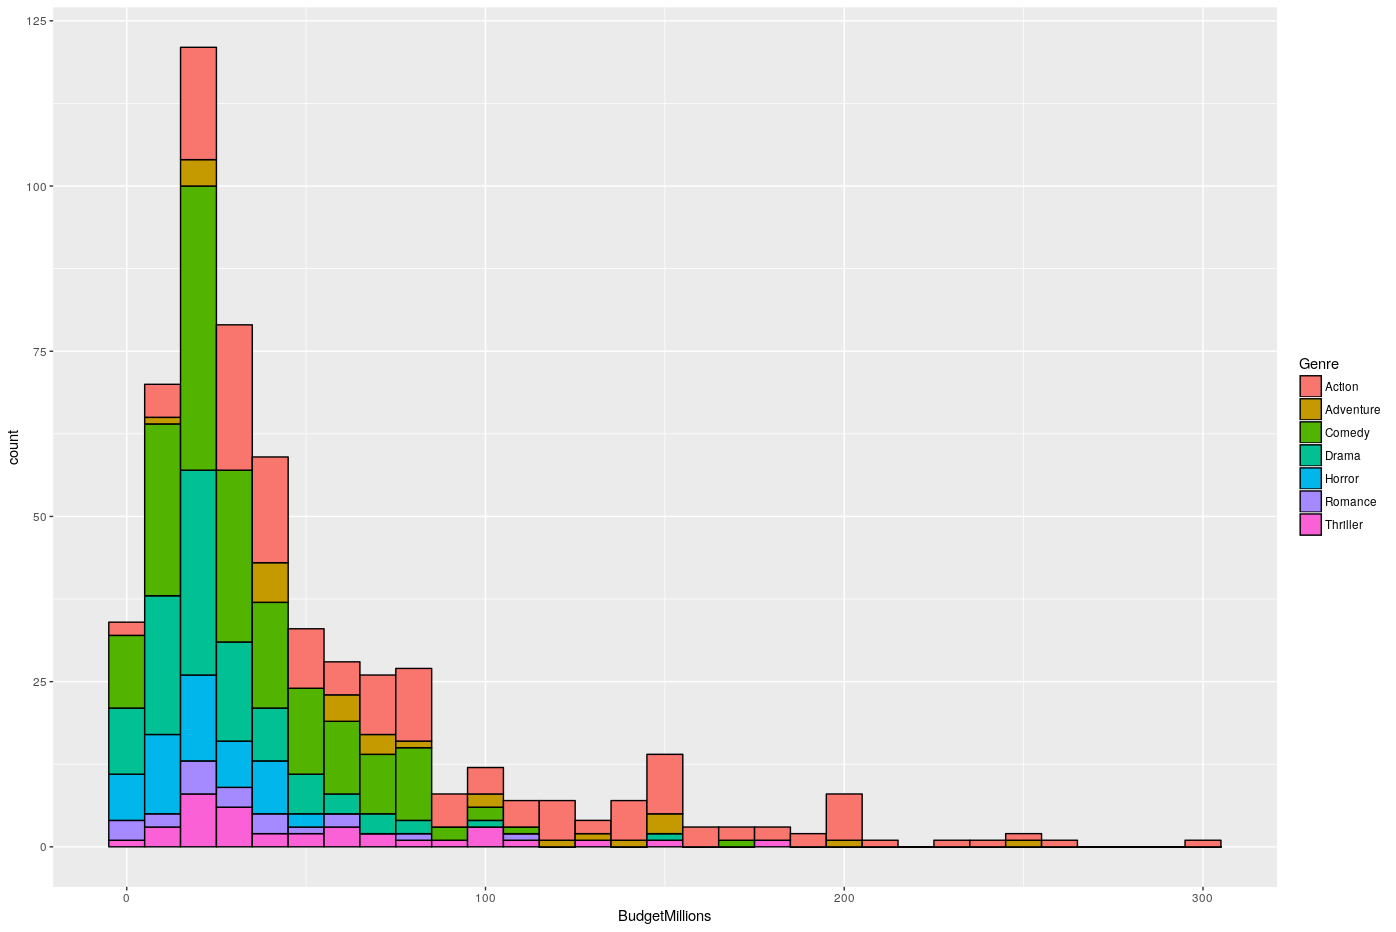 125
100
75
50
25
0
count
0 100 200 300
BudgetMillions
Genre
Action
Adventure
Comedy
Drama
Horror
Romance
Thriller